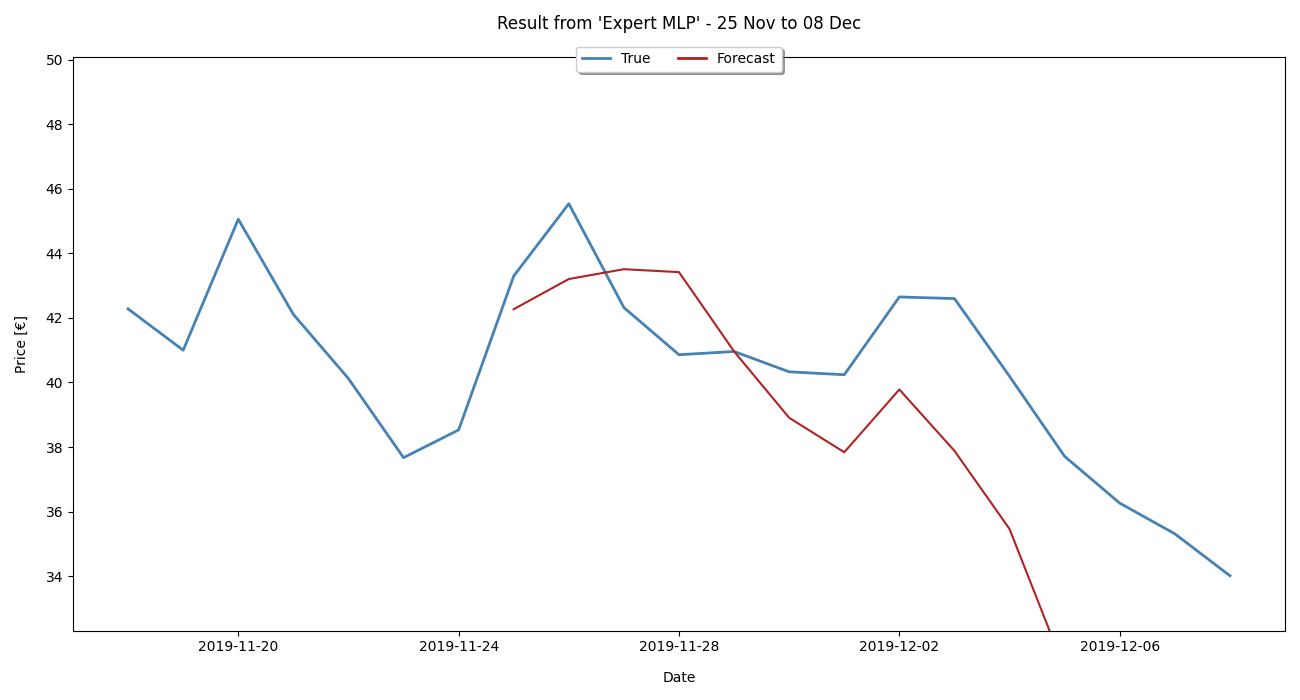 Result from 'Expert MLP' - 25 Nov to 08 Dec
True Forecast
50
48
46
44
42
40
38
36
34
Price [€]
2019-11-20 2019-11-24 2019-11-28 2019-12-02 2019-12-06
Date